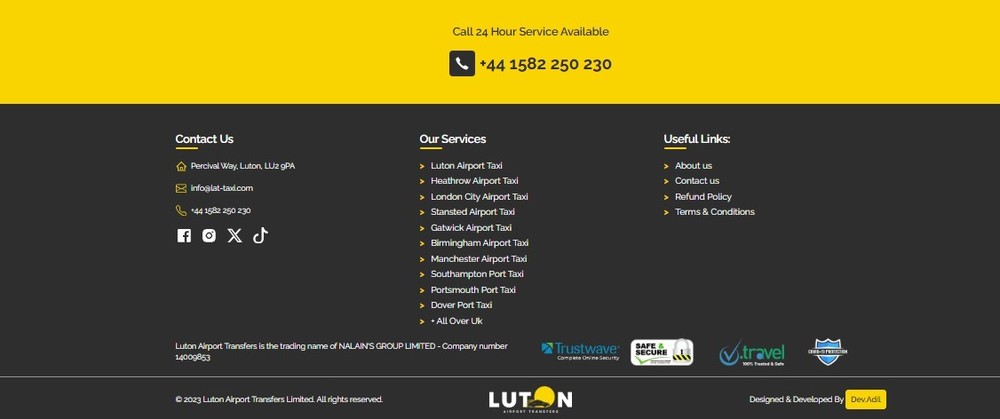 Call 24 Hour Service Available
+44 1582 250 230
Contact Us
Percival Way, Luton, LU2 9PA
info@lat-taxi.com
+44 1582 250 230
Our Services
> Luton Airport Taxi
> Heathrow Airport Taxi
> London City Airport Taxi
> Stansted Airport Taxi
> Gatwick Airport Taxi
> Birmingham Airport Taxi
> Manchester Airport Taxi
> Southampton Port Taxi
> Portsmouth Port Taxi
> Dover Port Taxi
> + All Over Uk
Useful Links:
> About us
> Contact us
> Refund Policy
> Terms & Conditions
Luton Airport Transfers is the trading name of NALAIN'S GROUP LIMITED - Company number
14009853
Trustwave®
Complete Online Security
SAFE &
SECURE
.travel
100% Trusted & Safe
COVID-19 PROTECTION
© 2023 Luton Airport Transfers Limited. All rights reserved.
LUTON
AIRPORT TRANSFERS
Designed & Developed By Dev.Adil